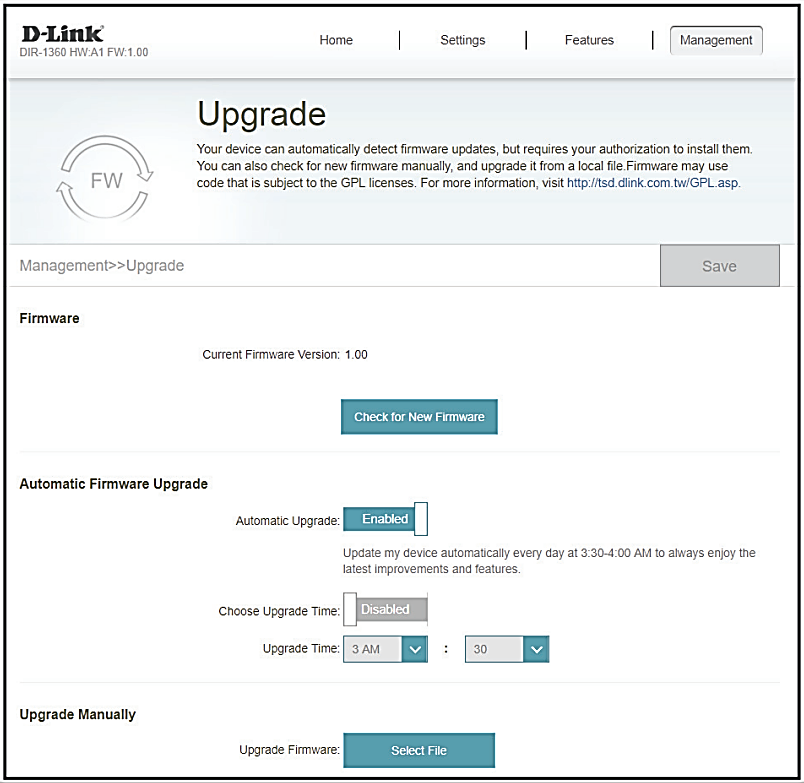 D-Link
DIR-1360 HW:A1 FW:1.00
Home
Settings
Features
Management
Upgrade
FW
Your device can automatically detect firmware updates, but requires your authorization to install them.
You can also check for new firmware manually, and upgrade it from a local file.Firmware may use
code that is subject to the GPL licenses. For more information, visit http://tsd.dlink.com.tw/GPL.asp.
Management>>Upgrade
Save
Firmware
Current Firmware Version: 1.00
Check for New Firmware
Automatic Firmware Upgrade
Automatic Upgrade: Enabled
Update my device automatically every day at 3:30-4:00 AM to always enjoy the
latest improvements and features.
Choose Upgrade Time: Disabled
Upgrade Time: 3 AM : 30
Upgrade Manually
Upgrade Firmware: Select File